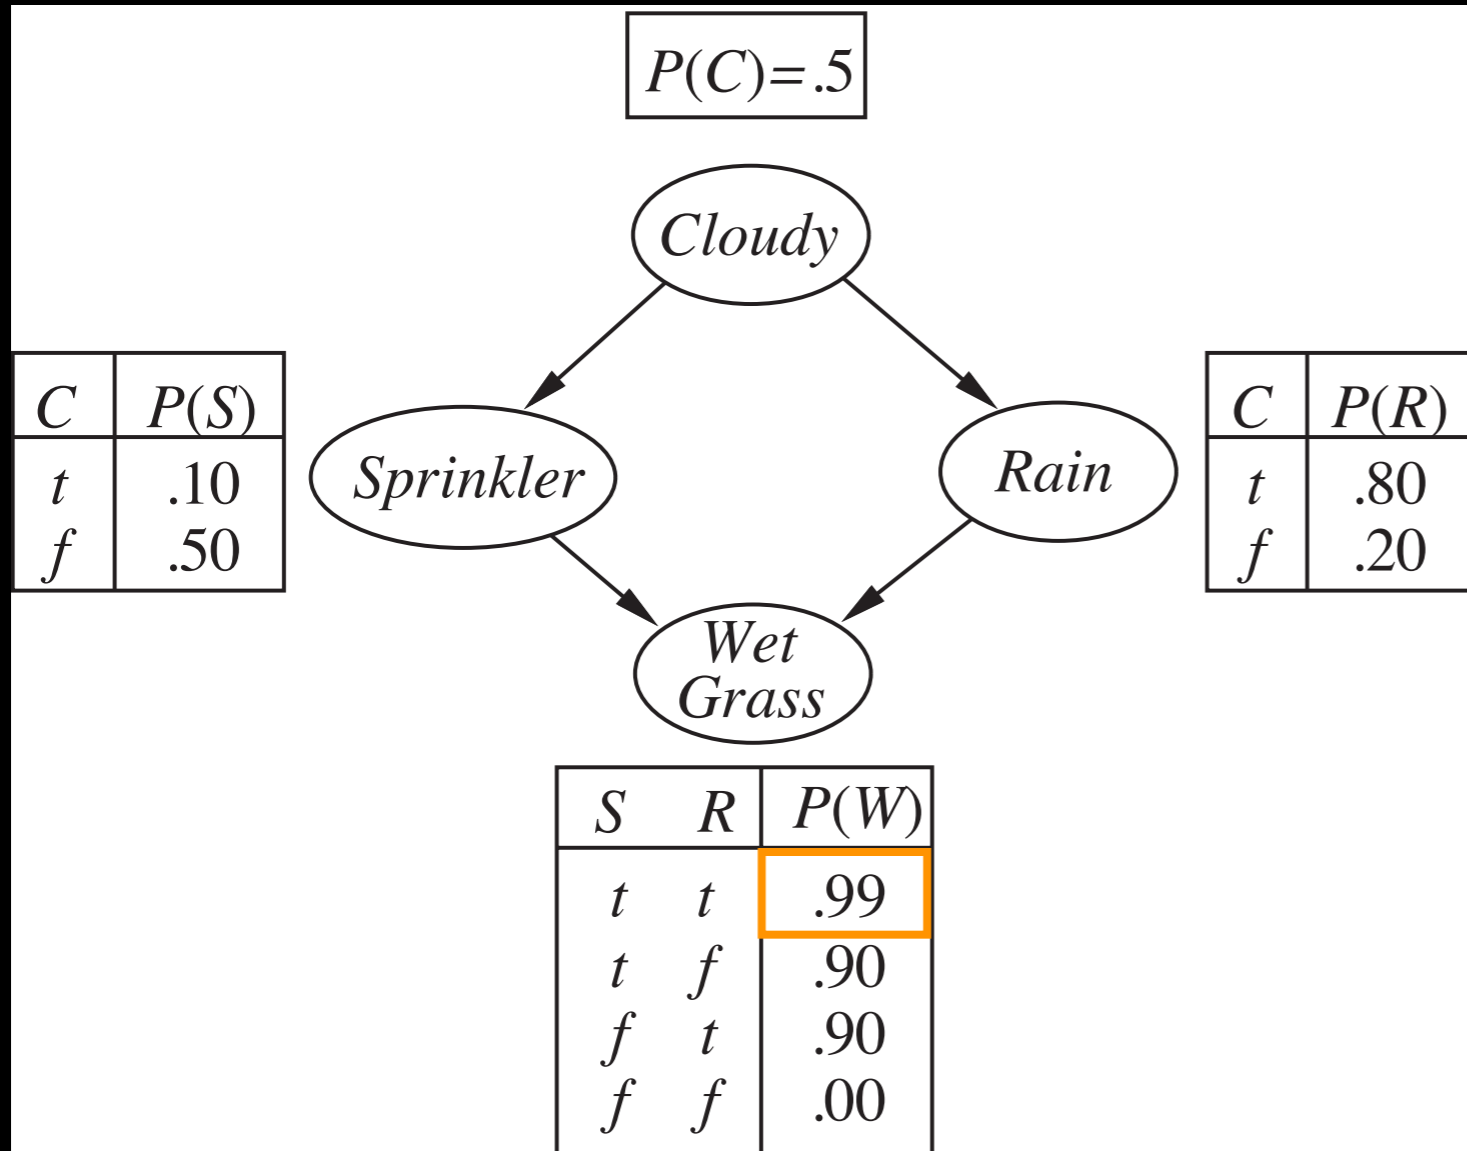 P(C)=.5
Cloudy
C P(S)
t .10
f .50
Sprinkler
Rain
C P(R)
t .80
f .20
Wet
Grass
S R P(W)
t t .99
t f .90
f t .90
f f .00